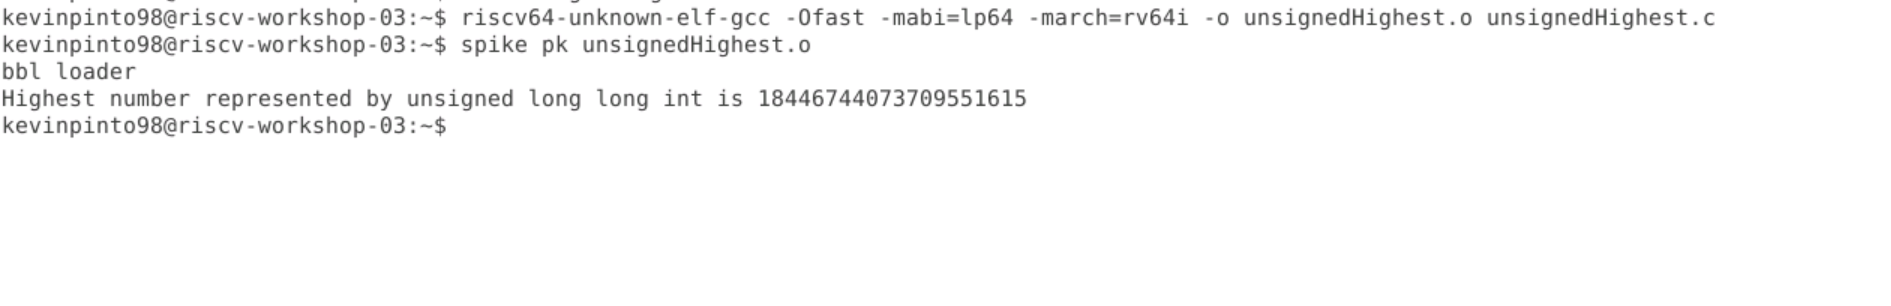 kevinpinto98@riscv-workshop-03:~$ riscv64-unknown-elf-gcc -Ofast -mabi=lp64 -march=rv64i -o unsignedHighest.o unsignedHighest.c
kevinpinto98@riscv-workshop-03:~$ spike pk unsignedHighest.o
bbl loader
Highest number represented by unsigned long long int is 18446744073709551615
kevinpinto98@riscv-workshop-03:~$